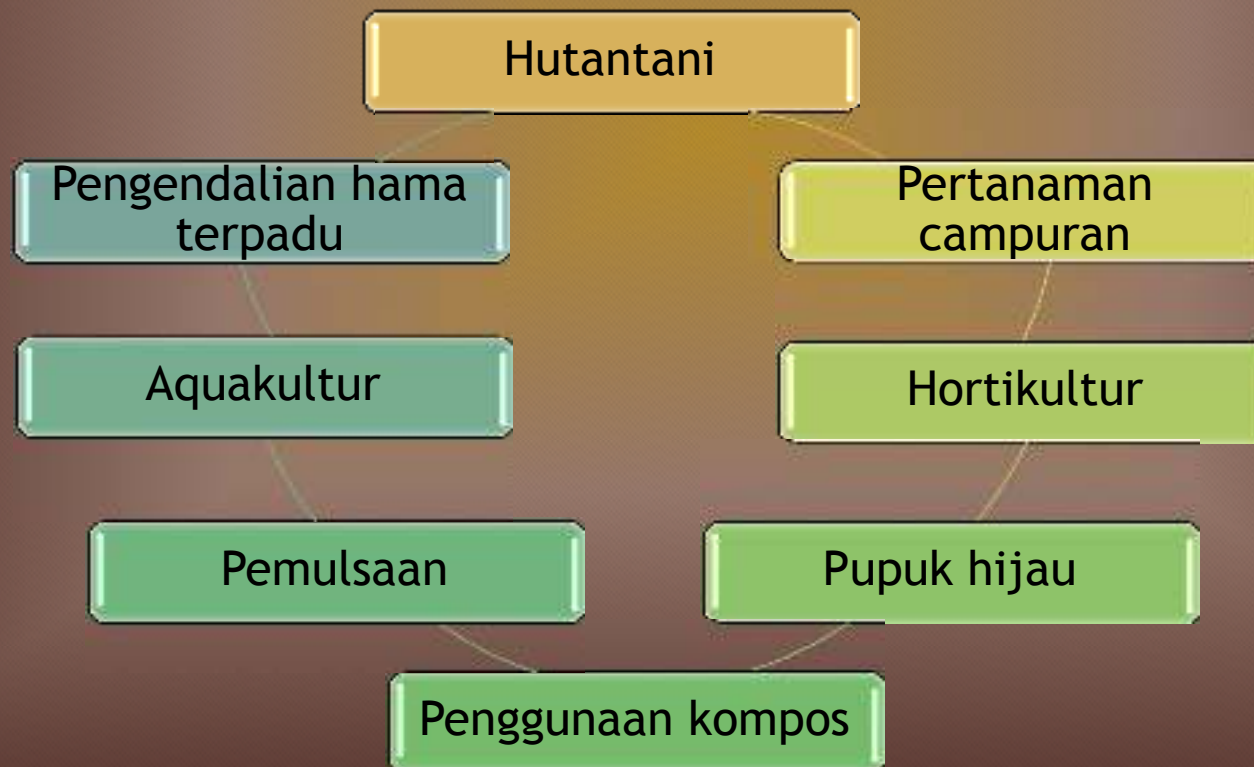 Hutantani
Pengendalian hama
terpadu
Pertanaman
campuran
Aquakultur
Hortikultur
Pemulsaan
Pupuk hijau
Penggunaan kompos